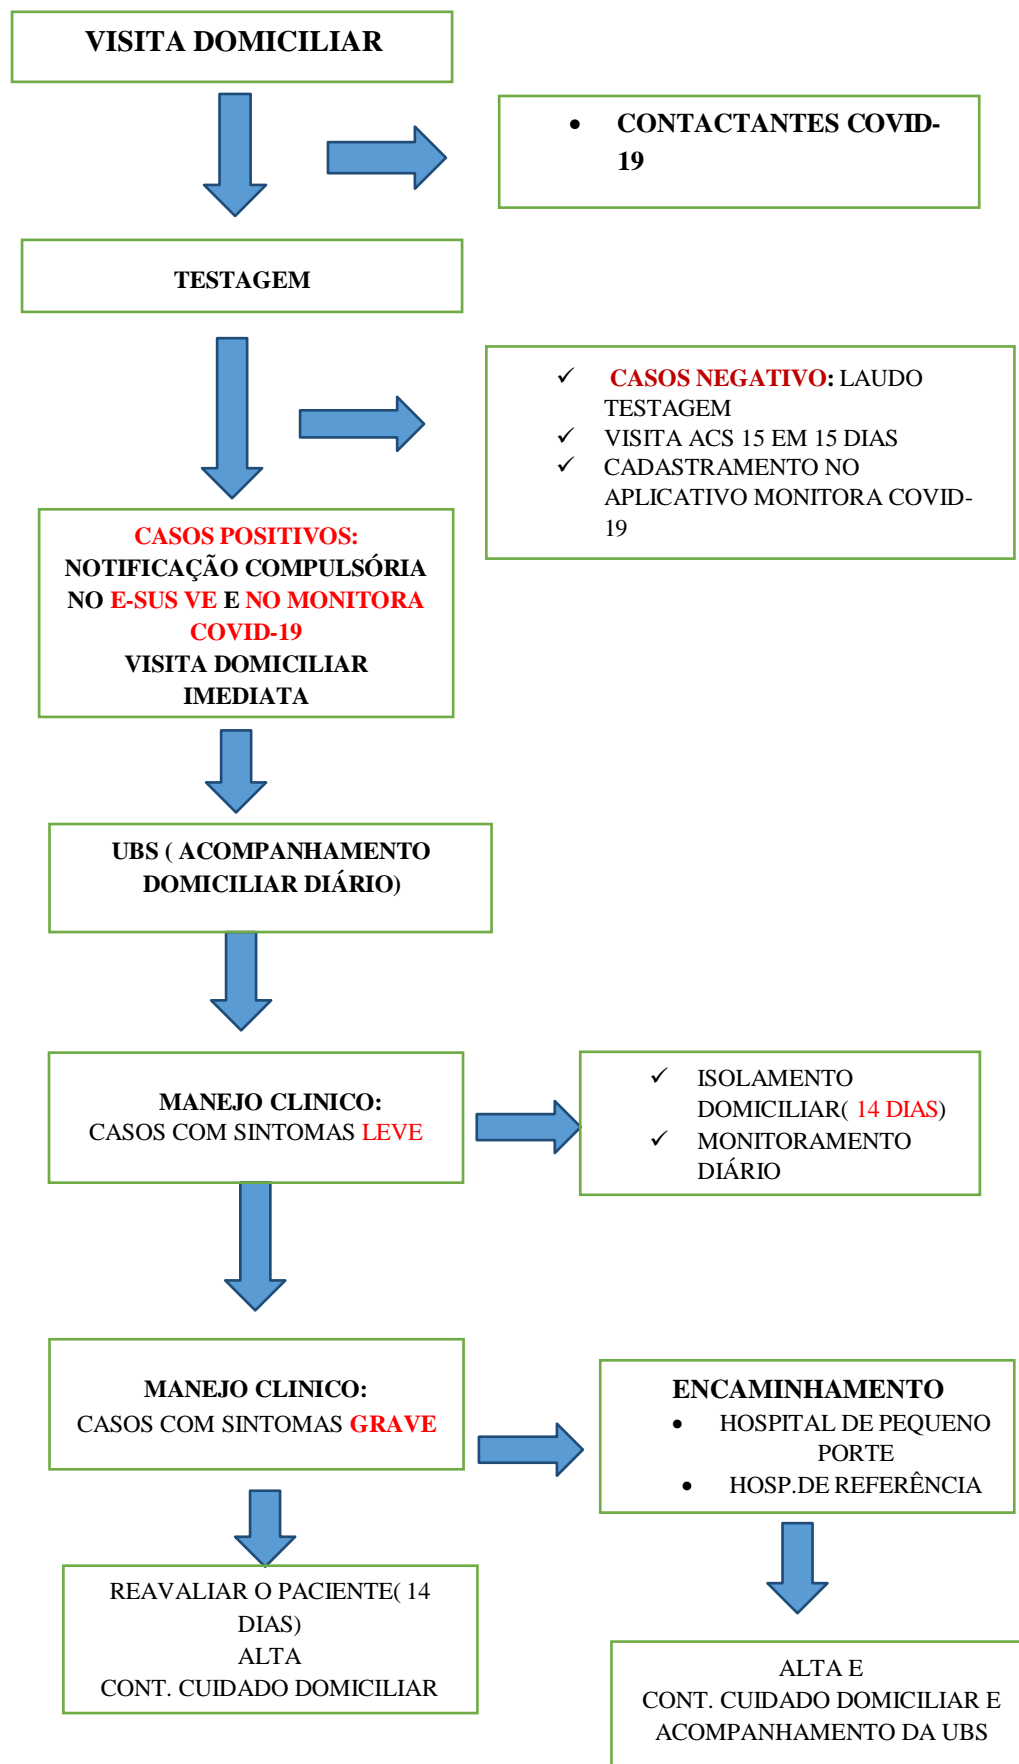 VISITA DOMICILIAR
• CONTACTANTES COVID-
19
TESTAGEM
✓ CASOS NEGATIVO: LAUDO
TESTAGEM
✓ VISITA ACS 15 EM 15 DIAS
✓ CADASTRAMENTO NO
APLICATIVO MONITORA COVID-
19
CASOS POSITIVOS:
NOTIFICAÇÃO COMPULSÓRIA
NO E-SUS VE E NO MONITORA
COVID-19
VISITA DOMICILIAR
IMEDIATA
UBS ( ACOMPANHAMENTO
DOMICILIAR DIÁRIO)
MANEJO CLINICO:
CASOS COM SINTOMAS LEVE
✓ ISOLAMENTO
DOMICILIAR( 14 DIAS)
✓ MONITORAMENTO
DIÁRIO
MANEJO CLINICO:
CASOS COM SINTOMAS GRAVE
ENCAMINHAMENTO
• HOSPITAL DE PEQUENO
PORTE
• HOSP.DE REFERÊNCIA
REAVALIAR O PACIENTE( 14
DIAS)
ALTA
CONT. CUIDADO DOMICILIAR
ALTA E
CONT. CUIDADO DOMICILIAR E
ACOMPANHAMENTO DA UBS